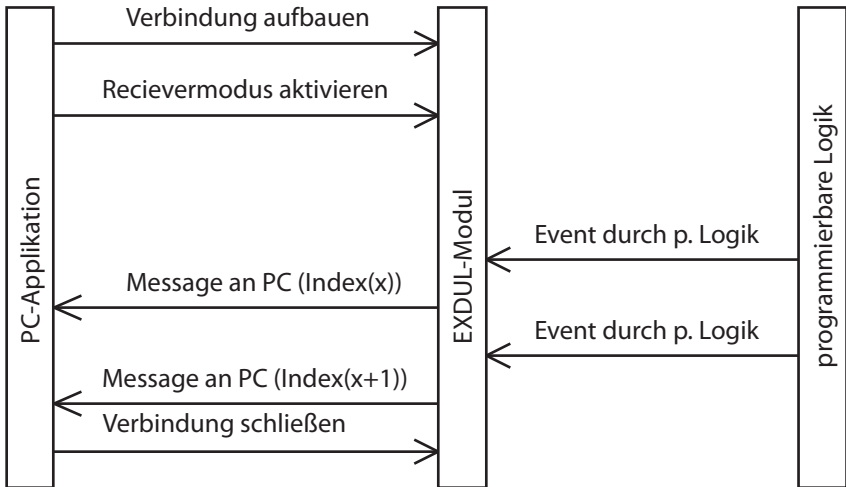 Verbindung aufbauen
Recievermodus aktivieren
PC-Applikation
EXDUL-Modul
programmierbare Logik
Event durch p. Logik
Message an PC (Index(x))
Event durch p. Logik
Message an PC (Index(x+1))
Verbindung schließen